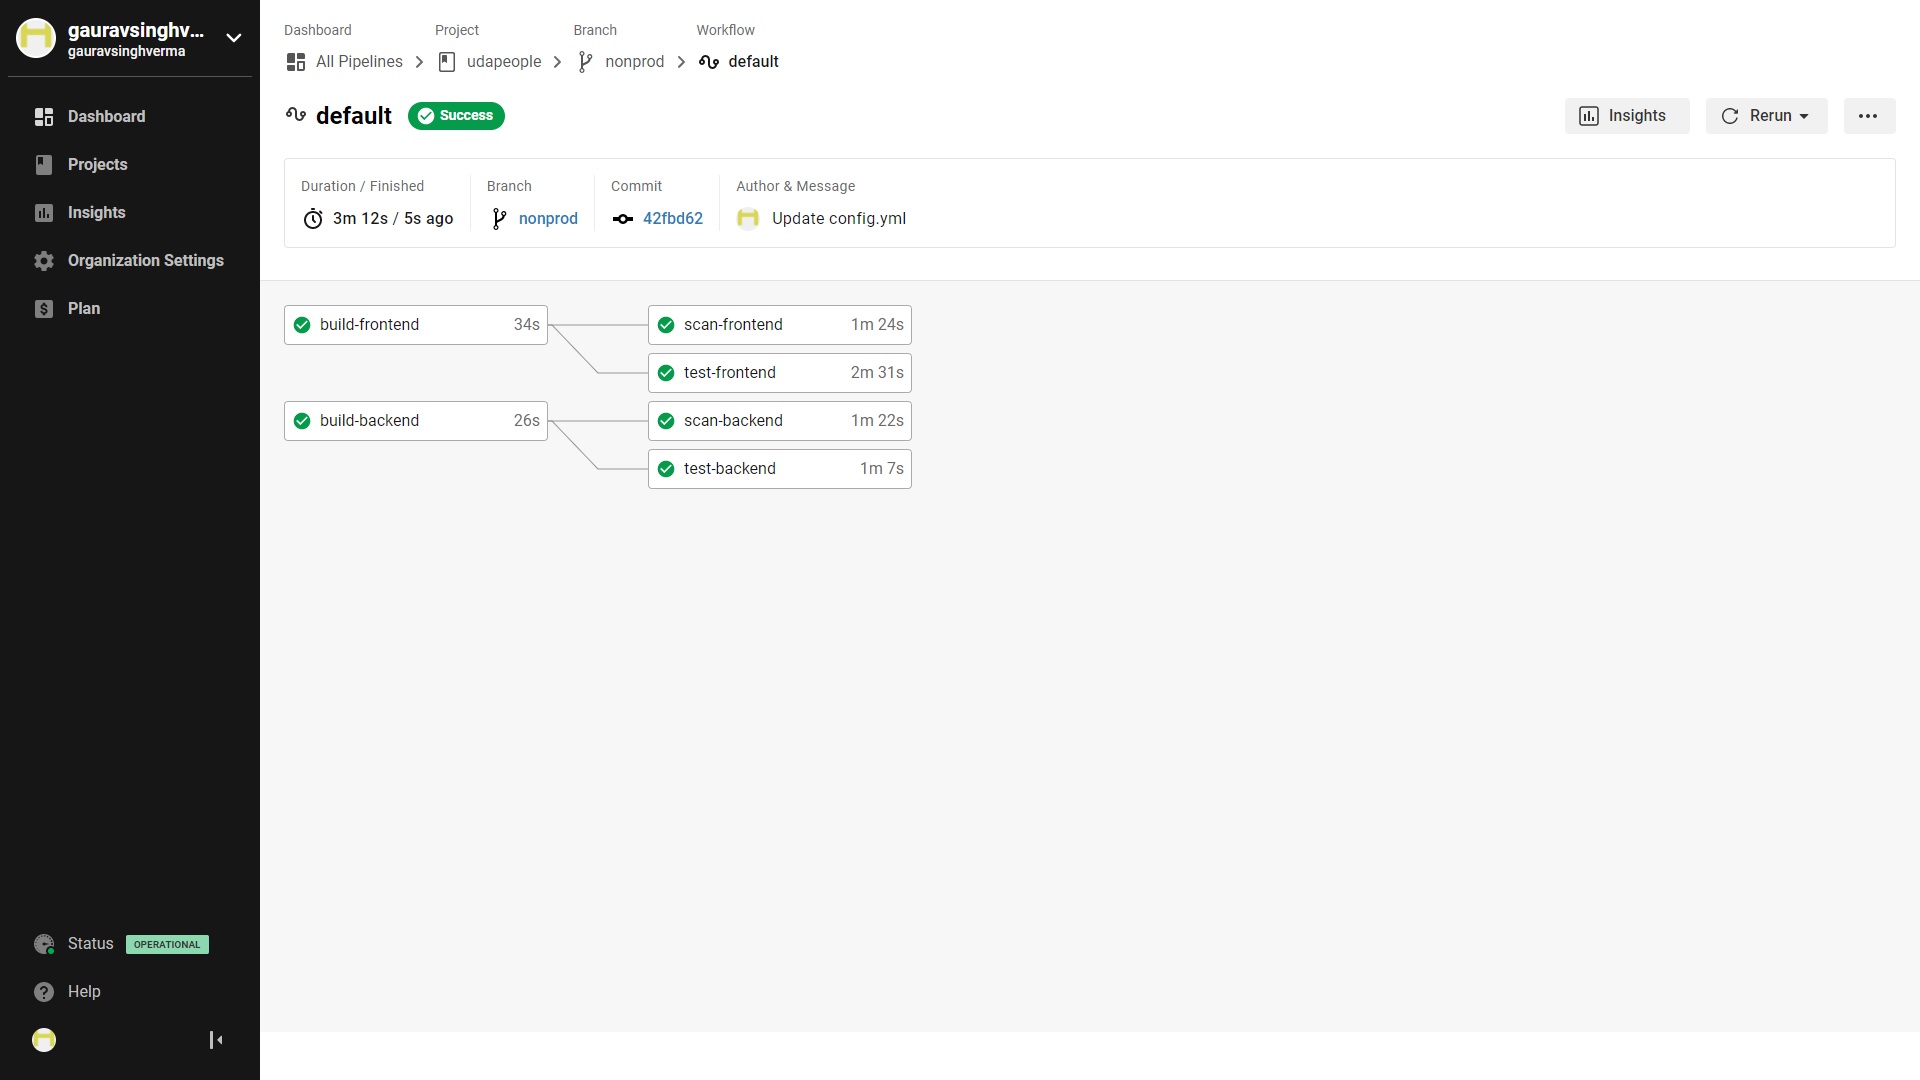 gauravsinghv...
gauravsinghverma
Dashboard
Projects
Insights
Organization Settings
Plan
Status OPERATIONAL
Help
Dashboard Project Branch Workflow
All Pipelines udapeople nonprod default
default Success
Insights Rerun
Duration / Finished Branch Commit Author & Message
3m 12s / 5s ago nonprod 42fbd62 Update config.yml
build-frontend 34s scan-frontend 1m 24s
test-frontend 2m 31s
build-backend 26s scan-backend 1m 22s
test-backend 1m 7s